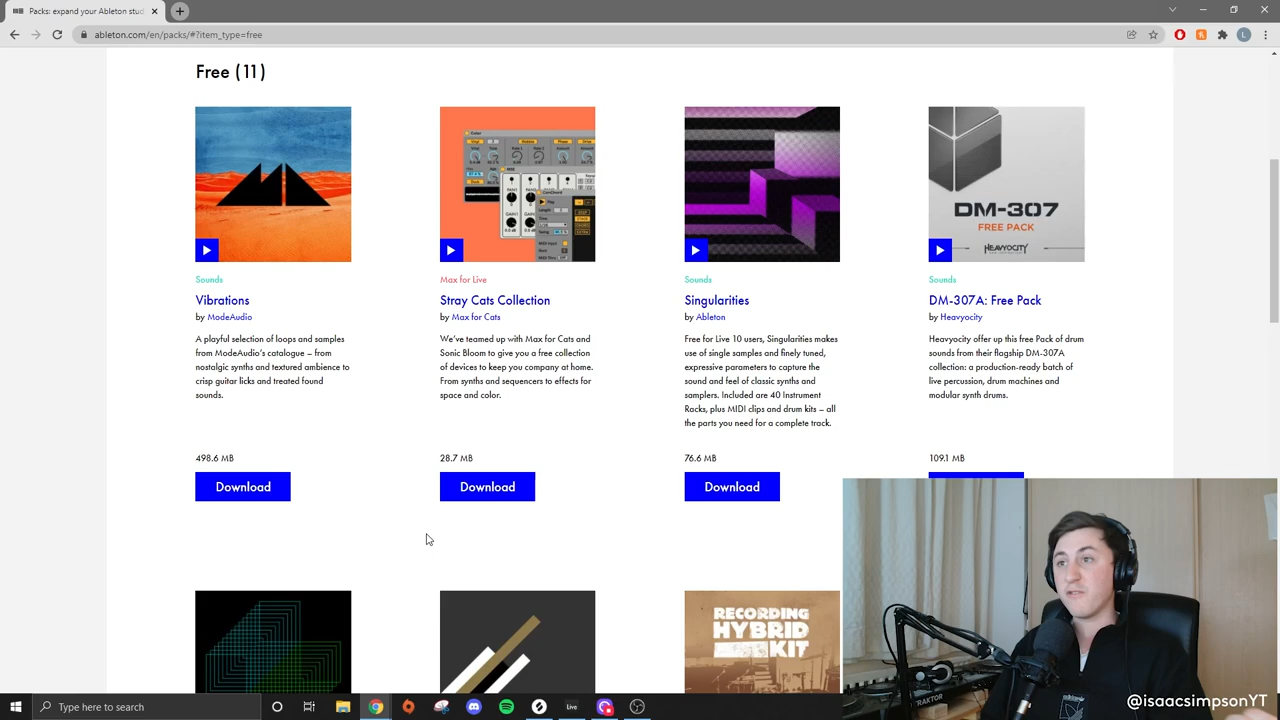 Packs: expand your Ableton stud
ableton.com/en/packs/#?item_type=free
L
Free (11)
DM-307
FREE PACK
HEAVYOCITY
Sounds
Vibrations
by ModeAudio
A playful selection of loops and samples
from ModeAudio's catalogue – from
nostalgic synths and textured ambience to
crisp guitar licks and treated found
sounds.
498.6 MB
Download
Max for Live
Stray Cats Collection
by Max for Cats
We've teamed up with Max for Cats and
Sonic Bloom to give you a free collection
of devices to keep you company at home.
From synths and sequencers to effects for
space and color.
28.7 MB
Download
Sounds
Singularities
by Ableton
Free for Live 10 users, Singularities makes
use of single samples and finely tuned,
expressive parameters to capture the
sound and feel of classic synths and
samplers. Included are 40 Instrument
Racks, plus MIDI clips and drum kits – all
the parts you need for a complete track.
76.6 MB
Download
Sounds
DM-307A: Free Pack
by Heavyocity
Heavyocity offer up this free Pack of drum
sounds from their flagship DM-307A
collection: a production-ready batch of
live percussion, drum machines and
modular synth drums.
109.1 MB
RECORDING
HYBRID
KIT
TRAKTOR
Type here to search
Live
@isaacsimpsonYT